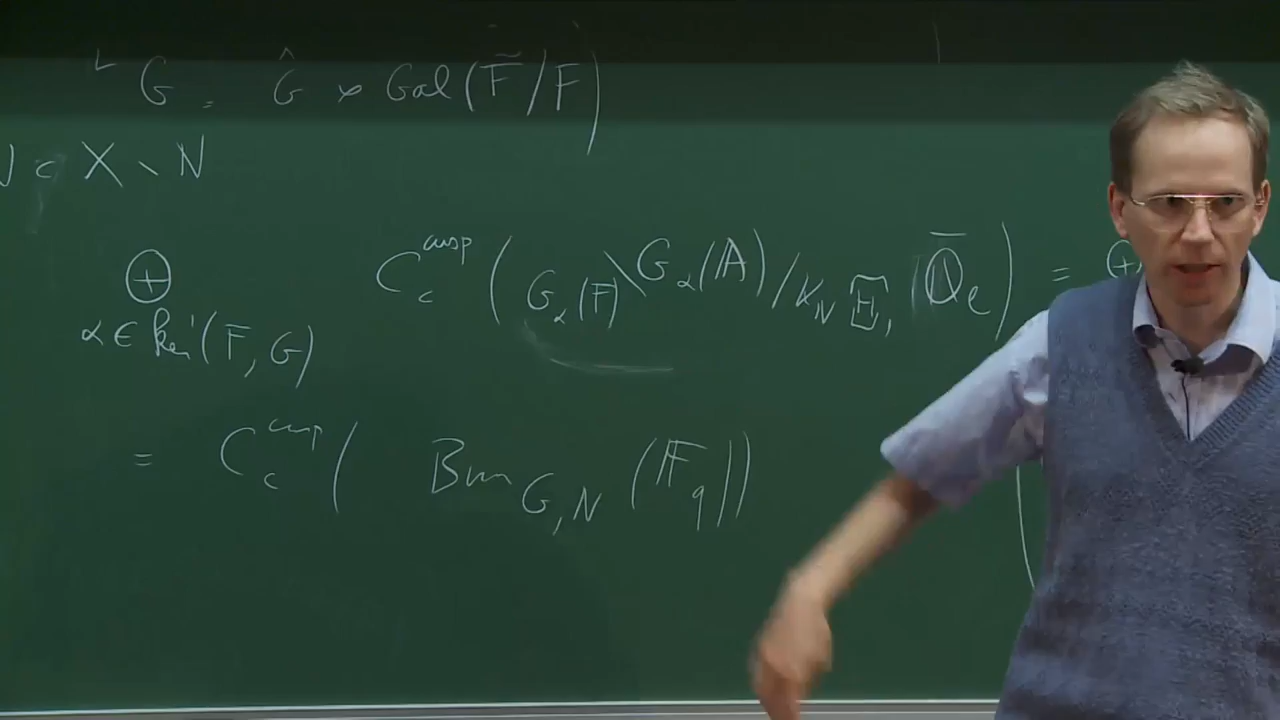 ᴸG = Ĝ ⋊ Gal(F̄/F)
⊂ X \ N
⊕ C_c^{cusp}(G_α(F)\G_α(𝔸)/K_N Ξ, ℚ̄_ℓ) = ⊕
α ∈ ker¹(F, G)
= C_c^{cusp}(Bun_{G,N}(𝔽_q))